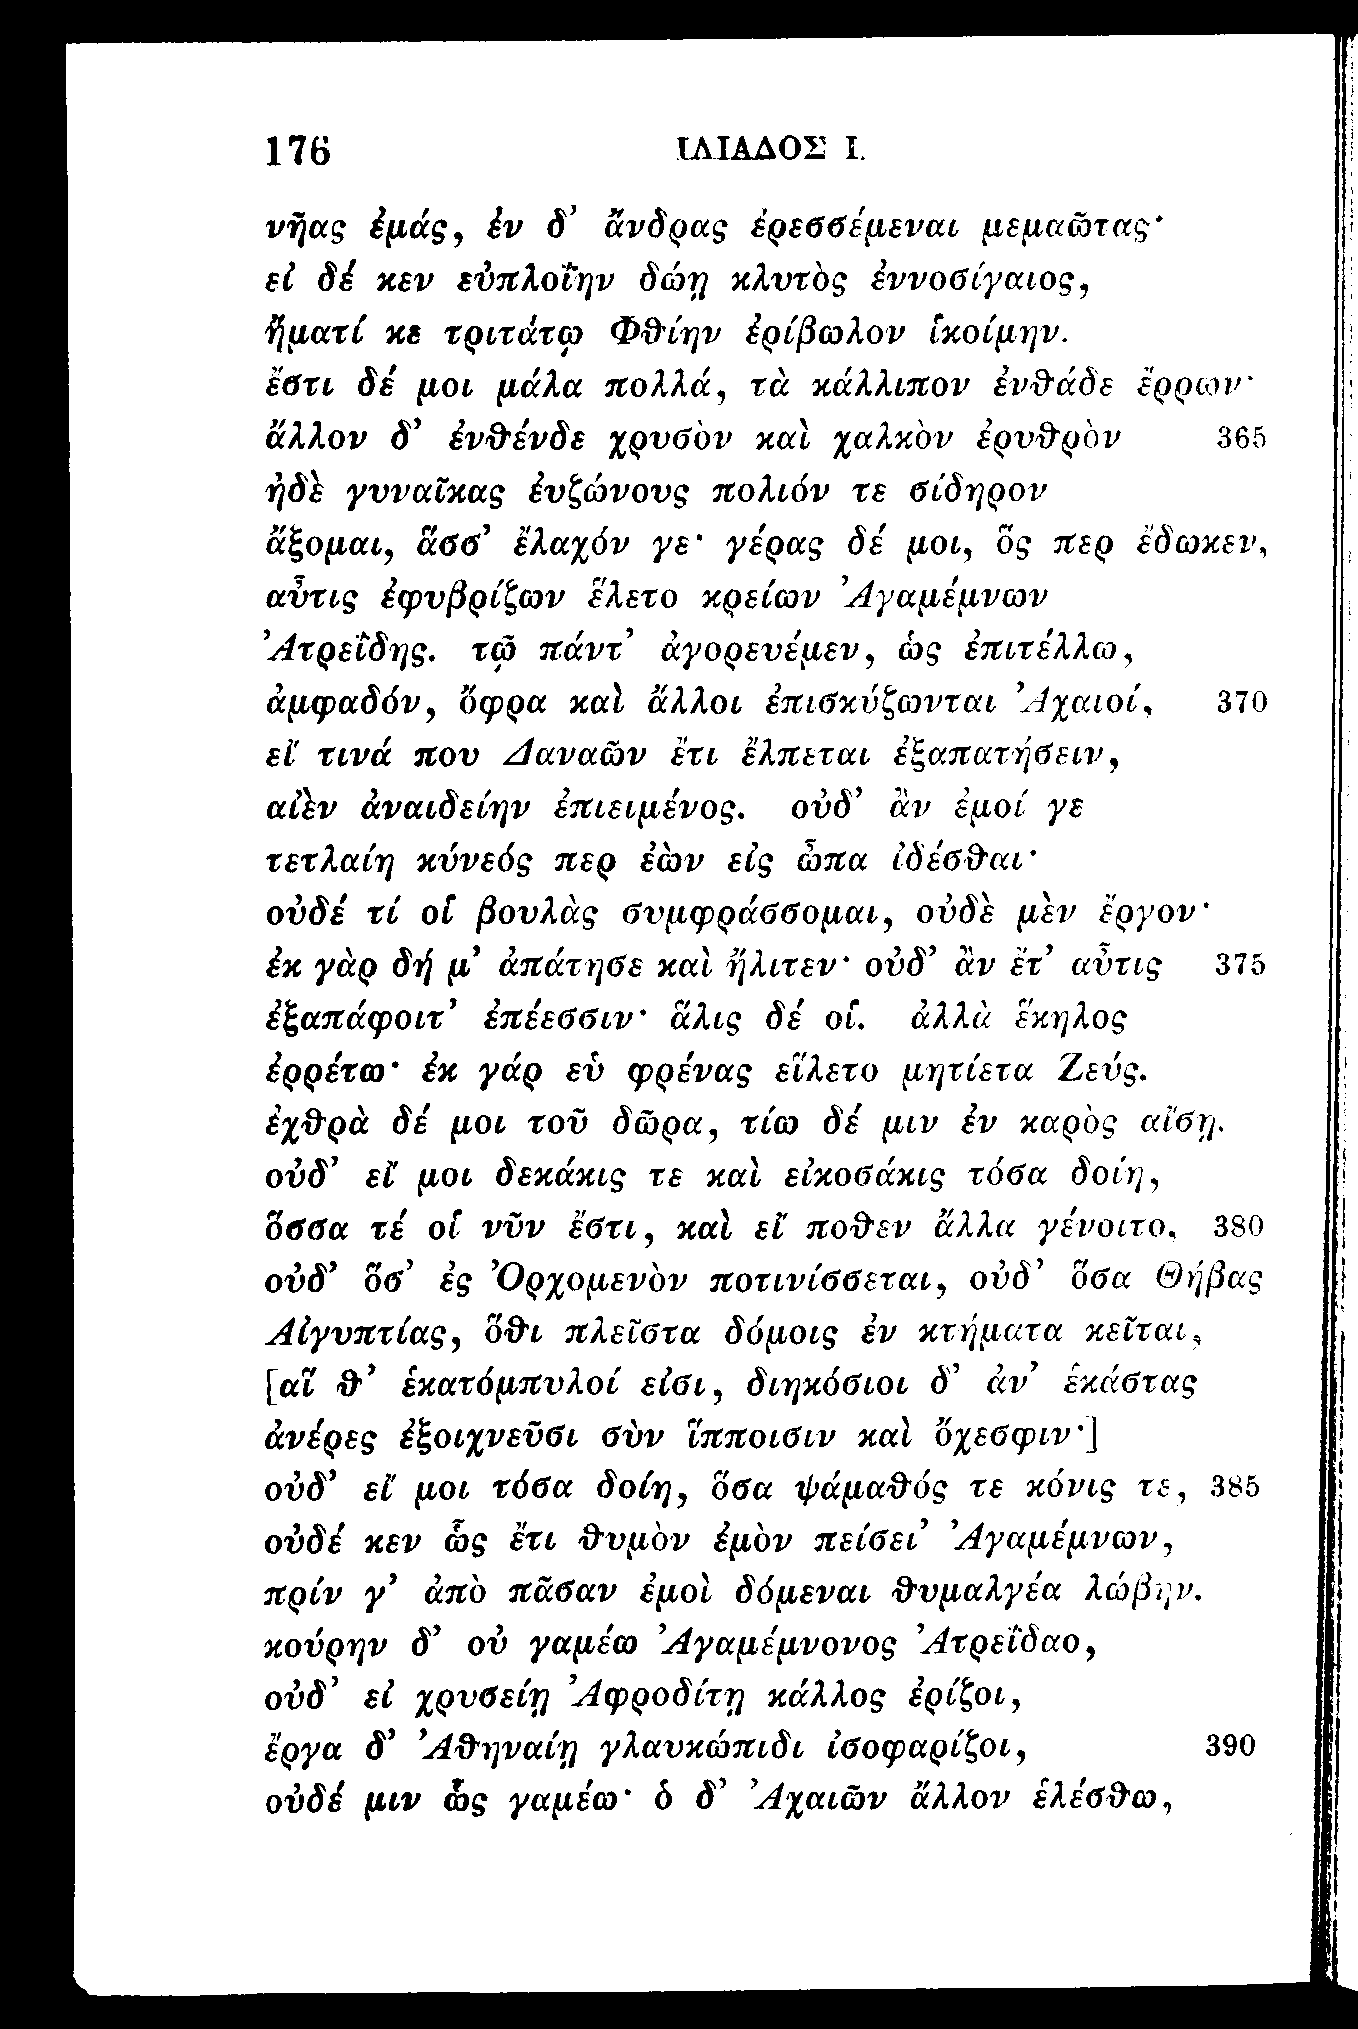 176 ΙΛΙΑΔΟΣ Ι.
νῆας ἐμάς, ἐν δ’ ἄνδρας ἐρεσσέμεναι μεμαῶτας·
εἰ δέ κεν εὐπλοΐην δώῃ κλυτὸς ἐννοσίγαιος,
ἤματί κε τριτάτῳ Φθίην ἐρίβωλον ἱκοίμην.
ἔστι δέ μοι μάλα πολλά, τὰ κάλλιπον ἐνθάδε ἔρρων·
ἄλλον δ’ ἐνθένδε χρυσὸν καὶ χαλκὸν ἐρυθρὸν 365
ἠδὲ γυναῖκας ἐυζώνους πολιόν τε σίδηρον
ἄξομαι, ἅσσ’ ἔλαχόν γε· γέρας δέ μοι, ὅς περ ἔδωκεν,
αὖτις ἐφυβρίζων ἕλετο κρείων Ἀγαμέμνων
Ἀτρεΐδης. τῷ πάντ’ ἀγορευέμεν, ὡς ἐπιτέλλω,
ἀμφαδόν, ὄφρα καὶ ἄλλοι ἐπισκύζωνται Ἀχαιοί, 370
εἴ τινά που Δαναῶν ἔτι ἔλπεται ἐξαπατήσειν,
αἰὲν ἀναιδείην ἐπιειμένος. οὐδ’ ἂν ἐμοί γε
τετλαίη κύνεός περ ἐὼν εἰς ὦπα ἰδέσθαι·
οὐδέ τί οἱ βουλὰς συμφράσσομαι, οὐδὲ μὲν ἔργον·
ἐκ γὰρ δή μ’ ἀπάτησε καὶ ἤλιτεν· οὐδ’ ἂν ἔτ’ αὖτις 375
ἐξαπάφοιτ’ ἐπέεσσιν· ἅλις δέ οἱ. ἀλλὰ ἕκηλος
ἐρρέτω· ἐκ γάρ εὑ φρένας εἵλετο μητίετα Ζεύς.
ἐχθρὰ δέ μοι τοῦ δῶρα, τίω δέ μιν ἐν καρὸς αἴσῃ.
οὐδ’ εἴ μοι δεκάκις τε καὶ εἰκοσάκις τόσα δοίη,
ὅσσα τέ οἱ νῦν ἔστι, καὶ εἴ ποθεν ἄλλα γένοιτο, 380
οὐδ’ ὅσ’ ἐς Ὀρχομενὸν ποτινίσσεται, οὐδ’ ὅσα Θήβας
Αἰγυπτίας, ὅθι πλεῖστα δόμοις ἐν κτήματα κεῖται,
[αἵ θ’ ἑκατόμπυλοί εἰσι, διηκόσιοι δ’ ἀν’ ἑκάστας
ἀνέρες ἐξοιχνεῦσι σὺν ἵπποισιν καὶ ὄχεσφιν·]
οὐδ’ εἴ μοι τόσα δοίη, ὅσα ψάμαθός τε κόνις τε, 385
οὐδέ κεν ὧς ἔτι θυμὸν ἐμὸν πείσει’ Ἀγαμέμνων,
πρίν γ’ ἀπὸ πᾶσαν ἐμοὶ δόμεναι θυμαλγέα λώβην.
κούρην δ’ οὐ γαμέω Ἀγαμέμνονος Ἀτρεΐδαο,
οὐδ’ εἰ χρυσείῃ Ἀφροδίτῃ κάλλος ἐρίζοι,
ἔργα δ’ Ἀθηναίῃ γλαυκώπιδι ἰσοφαρίζοι, 390
οὐδέ μιν ὧς γαμέω· ὁ δ’ Ἀχαιῶν ἄλλον ἑλέσθω,